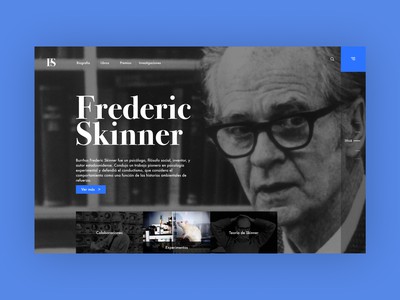 Biografía Libros Premios Investigaciones
Frederic
Skinner
Burrhus Frederic Skinner fue un psicólogo, filósofo social, inventor, y
autor estadounidense. Condujo un trabajo pionero en psicología
experimental y defendió el conductismo, que considera el
comportamiento como una función de las historias ambientales de
refuerzo.
Ver más
Colaboraciones
Experimentos
Teoría de Skinner